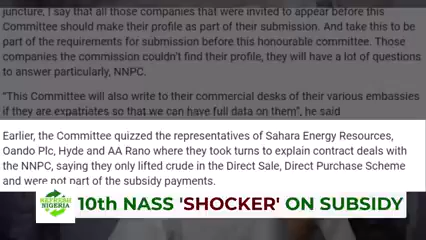 juncture, I say that all those companies that were invited to appear before this
Committee should make their profile as part of their submission. And take this to be
part of the requirements for submission before this honourable committee. Those
companies the commission couldn't find their profile, they will have a lot of questions
to answer particularly, NNPC.
"This Committee will also write to their commercial desks of their various embassies
if they are expatriates so that we can have full data on them", he said
Earlier, the Committee quizzed the representatives of Sahara Energy Resources,
Oando Plc, Hyde and AA Rano where they took turns to explain contract deals with
the NNPC, saying they only lifted crude in the Direct Sale, Direct Purchase Scheme
and were not part of the subsidy payments.
REFRESH
NIGERIA
10th NASS 'SHOCKER' ON SUBSIDY